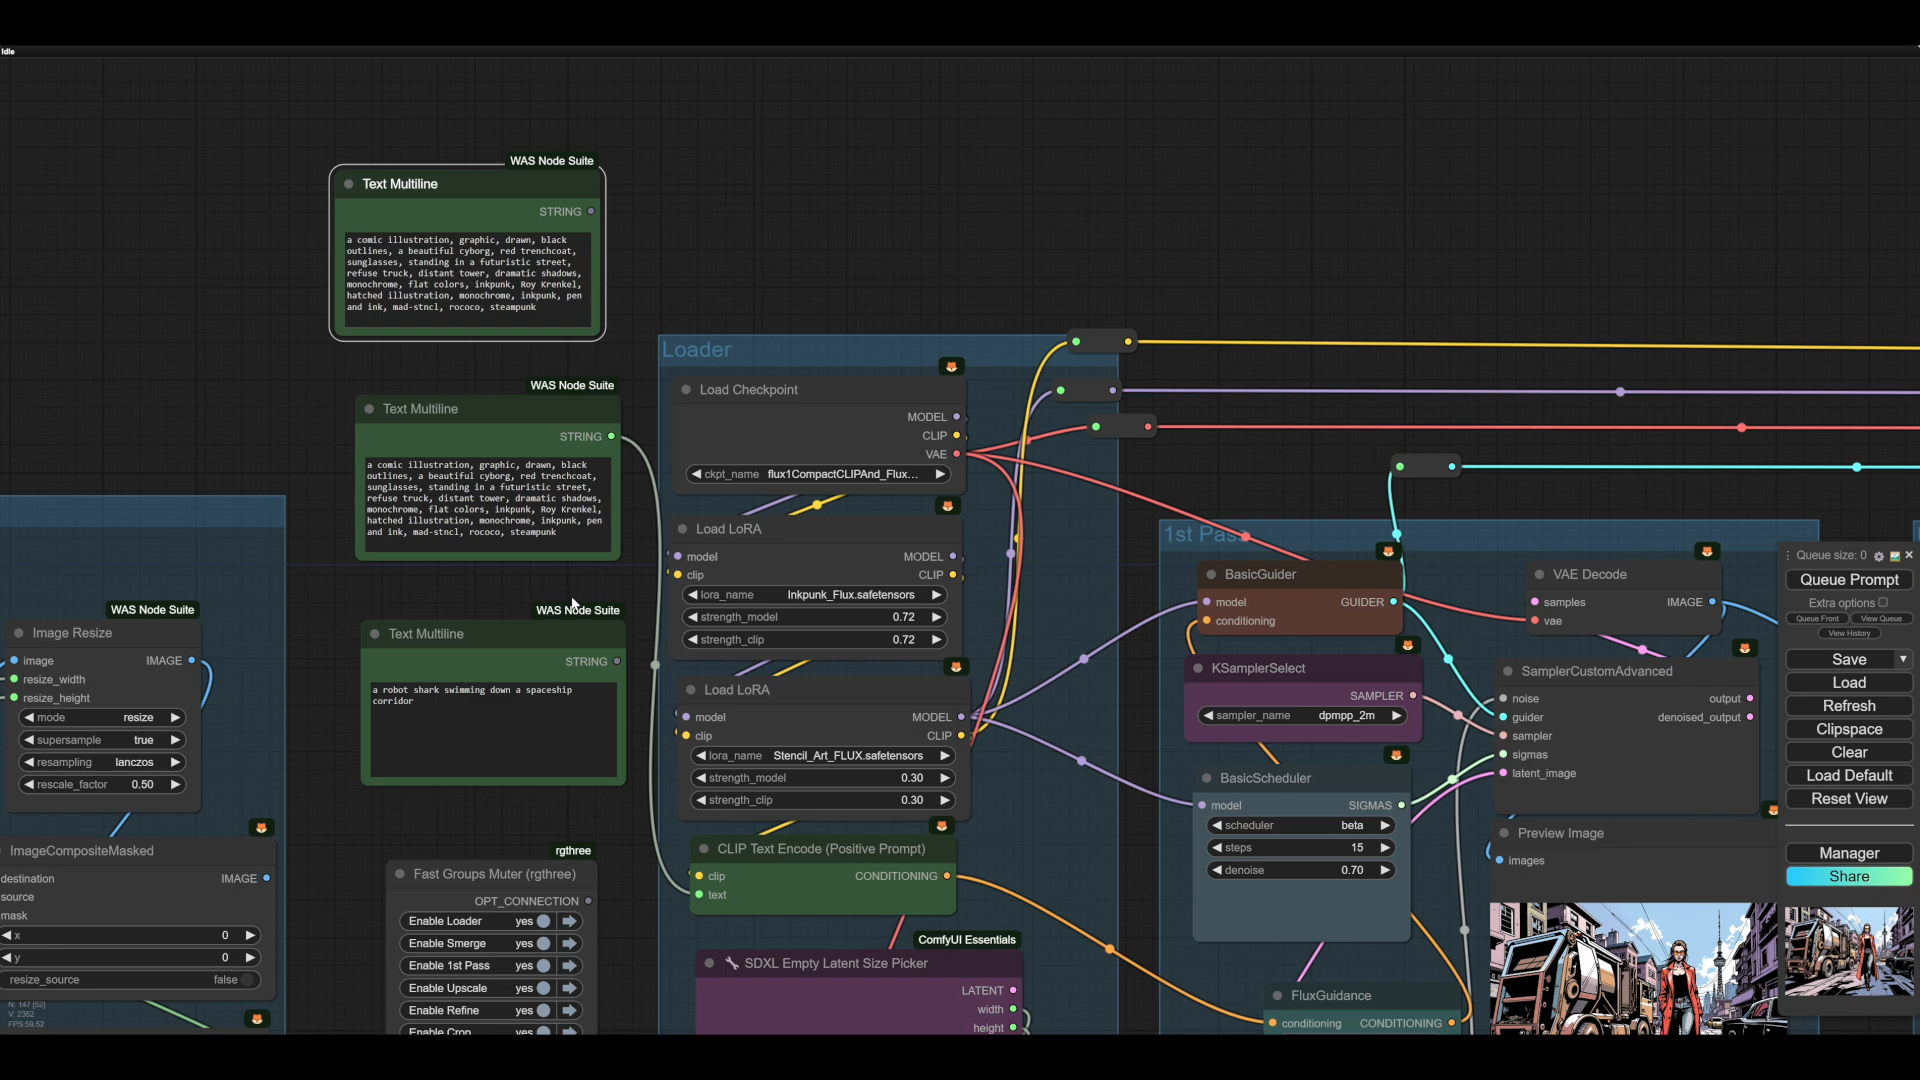 Idle
WAS Node Suite
Text Multiline
STRING
a comic illustration, graphic, drawn, black
outlines, a beautiful cyborg, red trenchcoat,
sunglasses, standing in a futuristic street,
refuse truck, distant tower, dramatic shadows,
monochrome, flat colors, inkpunk, Roy Krenkel,
hatched illustration, monochrome, inkpunk, pen
and ink, mad-stncl, rococo, steampunk
WAS Node Suite
Text Multiline
STRING
a comic illustration, graphic, drawn, black
outlines, a beautiful cyborg, red trenchcoat,
sunglasses, standing in a futuristic street,
refuse truck, distant tower, dramatic shadows,
monochrome, flat colors, inkpunk, Roy Krenkel,
hatched illustration, monochrome, inkpunk, pen
and ink, mad-stncl, rococo, steampunk
WAS Node Suite
Text Multiline
STRING
a robot shark swimming down a spaceship
corridor
WAS Node Suite
Image Resize
image IMAGE
resize_width
resize_height
mode resize
supersample true
resampling lanczos
rescale_factor 0.50
ImageCompositeMasked
destination IMAGE
source
mask
x 0
y 0
resize_source false
N: 147 [52]
V: 2352
FPS:59.52
rgthree
Fast Groups Muter (rgthree)
OPT_CONNECTION
Enable Loader yes
Enable Smerge yes
Enable 1st Pass yes
Enable Upscale yes
Enable Refine yes
Enable Crop yes
Loader
Load Checkpoint
MODEL
CLIP
VAE
ckpt_name flux1CompactCLIPAnd_Flux...
Load LoRA
model MODEL
clip CLIP
lora_name Inkpunk_Flux.safetensors
strength_model 0.72
strength_clip 0.72
Load LoRA
model MODEL
clip CLIP
lora_name Stencil_Art_FLUX.safetensors
strength_model 0.30
strength_clip 0.30
CLIP Text Encode (Positive Prompt)
clip CONDITIONING
text
ComfyUI Essentials
SDXL Empty Latent Size Picker
LATENT
width
height
1st Pass
BasicGuider
model GUIDER
conditioning
KSamplerSelect
SAMPLER
sampler_name dpmpp_2m
BasicScheduler
model SIGMAS
scheduler beta
steps 15
denoise 0.70
FluxGuidance
conditioning CONDITIONING
VAE Decode
samples IMAGE
vae
SamplerCustomAdvanced
noise output
guider denoised_output
sampler
sigmas
latent_image
Preview Image
images
Queue size: 0
Queue Prompt
Extra options
Queue Front View Queue
View History
Save
Load
Refresh
Clipspace
Clear
Load Default
Reset View
Manager
Share